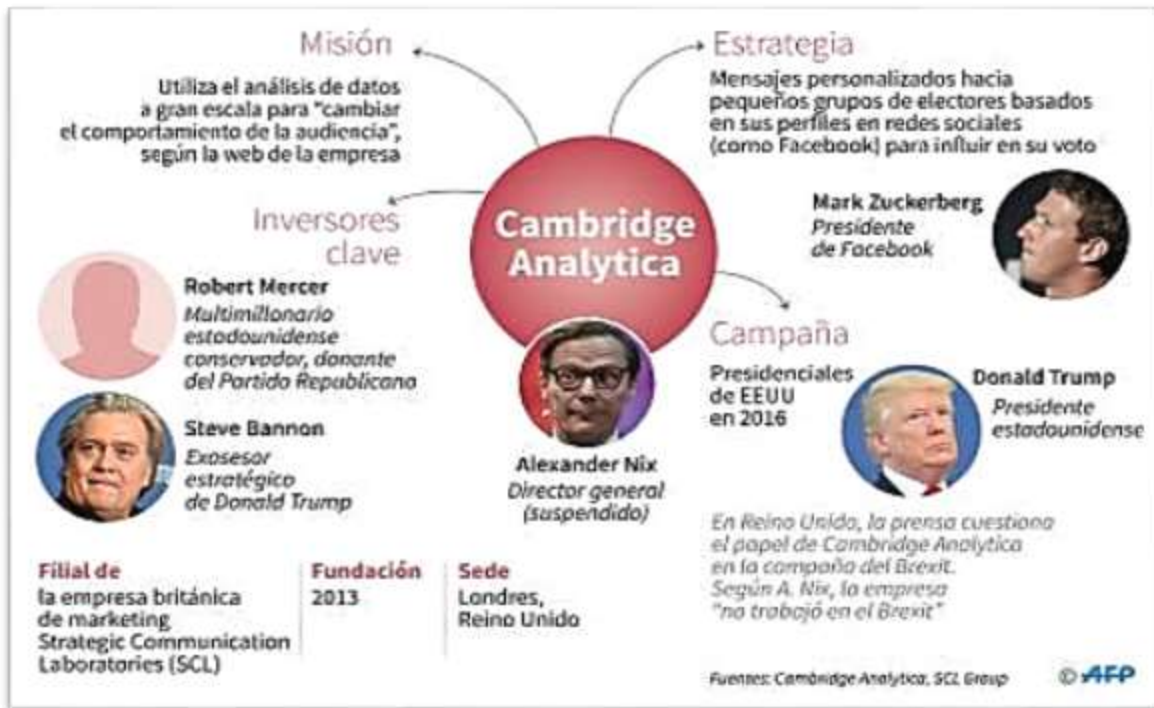 Misión
Utiliza el análisis de datos
a gran escala para "cambiar
el comportamiento de la audiencia",
según la web de la empresa
Estrategia
Mensajes personalizados hacia
pequeños grupos de electores basados
en sus perfiles en redes sociales
(como Facebook) para influir en su voto
Mark Zuckerberg
Presidente
de Facebook
Cambridge
Analytica
Inversores
clave
Robert Mercer
Multimillonario
estadounidense
conservador, donante
del Partido Republicano
Steve Bannon
Exasesor
estratégico
de Donald Trump
Alexander Nix
Director general
(suspendido)
Campaña
Presidenciales
de EEUU
en 2016
Donald Trump
Presidente
estadounidense
En Reino Unido, la prensa cuestiona
el papel de Cambridge Analytica
en la campaña del Brexit.
Según A. Nix, la empresa
"no trabajó en el Brexit"
Filial de
la empresa británica
de marketing
Strategic Communication
Laboratories (SCL)
Fundación
2013
Sede
Londres,
Reino Unido
Fuentes: Cambridge Analytica, SCL Group
© AFP